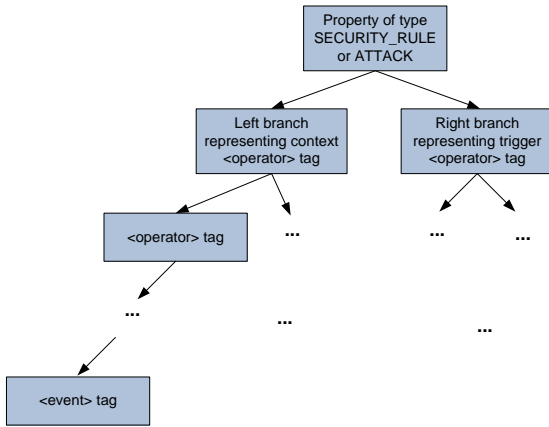 Property of type
SECURITY_RULE
or ATTACK
Left branch
representing context
<operator> tag
Right branch
representing trigger
<operator> tag
<operator> tag
...
...
...
...
...
...
<event> tag